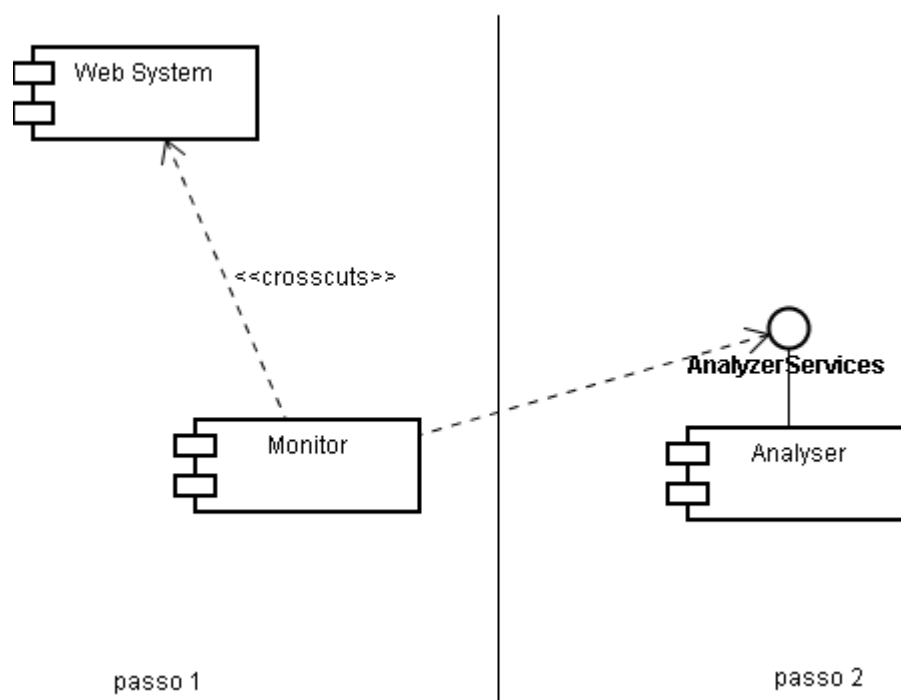 Web System
<<crosscuts>>
AnalyzerServices
Monitor
Analyser
passo 1
passo 2